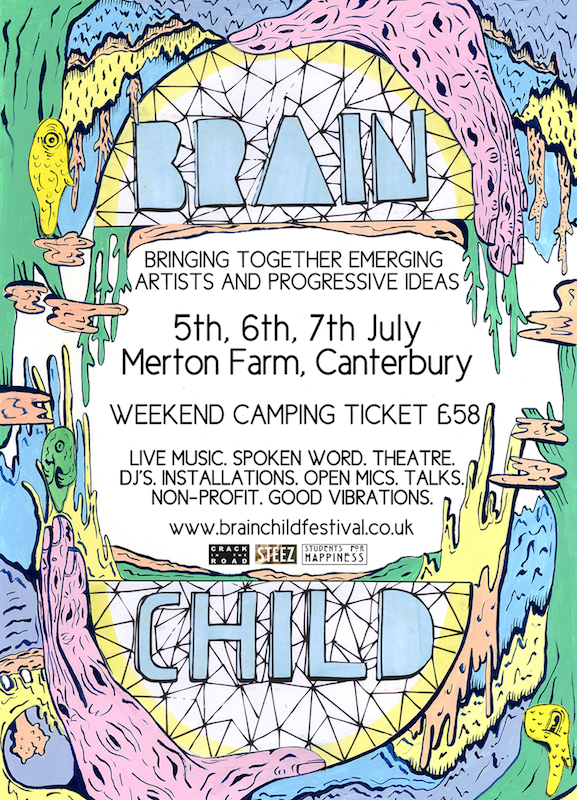 BRAIN
BRINGING TOGETHER EMERGING
ARTISTS AND PROGRESSIVE IDEAS
5th, 6th, 7th July
Merton Farm, Canterbury
WEEKEND CAMPING TICKET £58
LIVE MUSIC. SPOKEN WORD. THEATRE.
DJ'S. INSTALLATIONS. OPEN MICS. TALKS.
NON-PROFIT. GOOD VIBRATIONS.
www.brainchildfestival.co.uk
CRACK IN THE ROAD STEEZ STUDENTS FOR HAPPINESS
CHILD